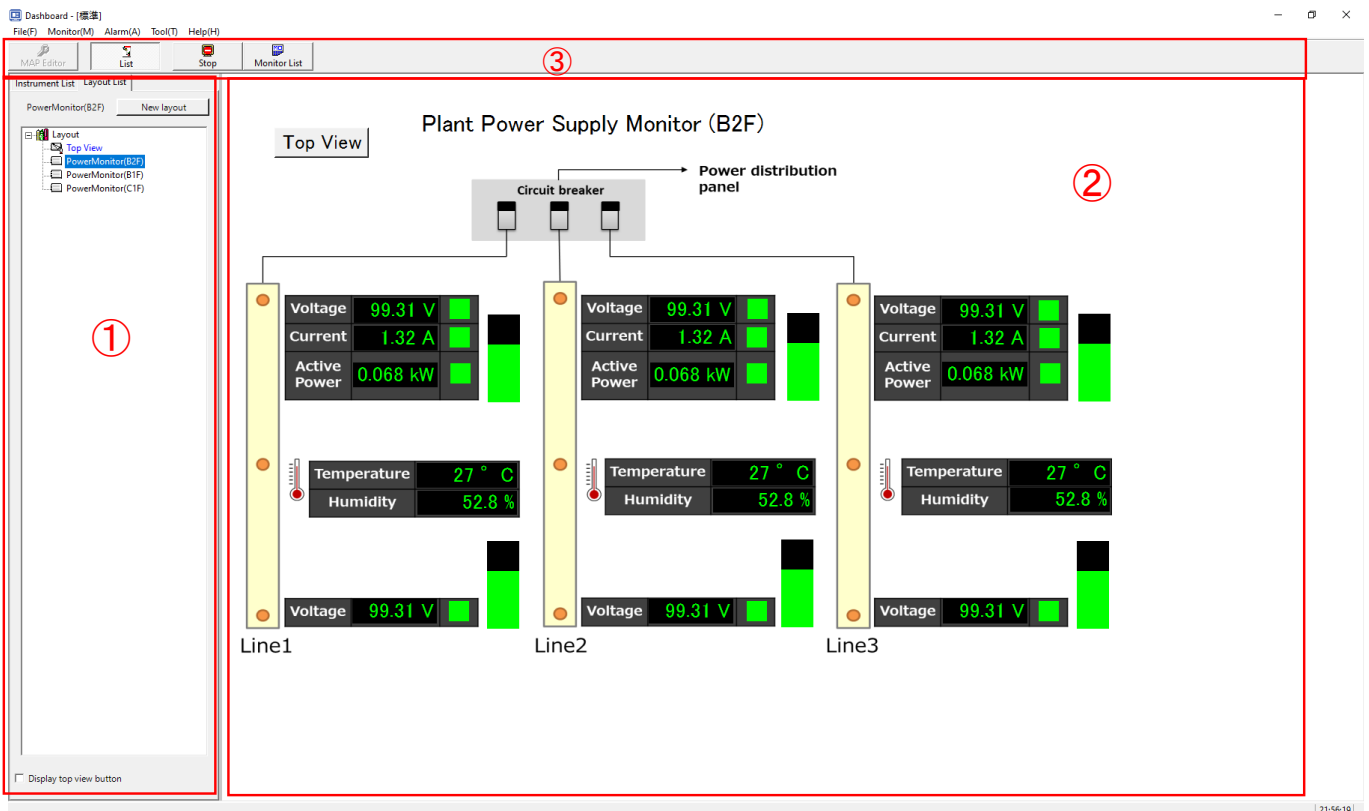 Dashboard - [標準]
File(F) Monitor(M) Alarm(A) Tool(T) Help(H)
MAP Editor List Stop Monitor List
③
Instrument List Layout List
PowerMonitor(B2F) New layout
Layout
Top View
PowerMonitor(B2F)
PowerMonitor(B1F)
PowerMonitor(C1F)
①
Display top view button
Plant Power Supply Monitor (B2F)
Top View
②
Power distribution
panel
Circuit breaker
Voltage 99.31 V
Current 1.32 A
Active
Power 0.068 kW
Temperature 27 ° C
Humidity 52.8 %
Voltage 99.31 V
Line1
Voltage 99.31 V
Current 1.32 A
Active
Power 0.068 kW
Temperature 27 ° C
Humidity 52.8 %
Voltage 99.31 V
Line2
Voltage 99.31 V
Current 1.32 A
Active
Power 0.068 kW
Temperature 27 ° C
Humidity 52.8 %
Voltage 99.31 V
Line3
21:56:19